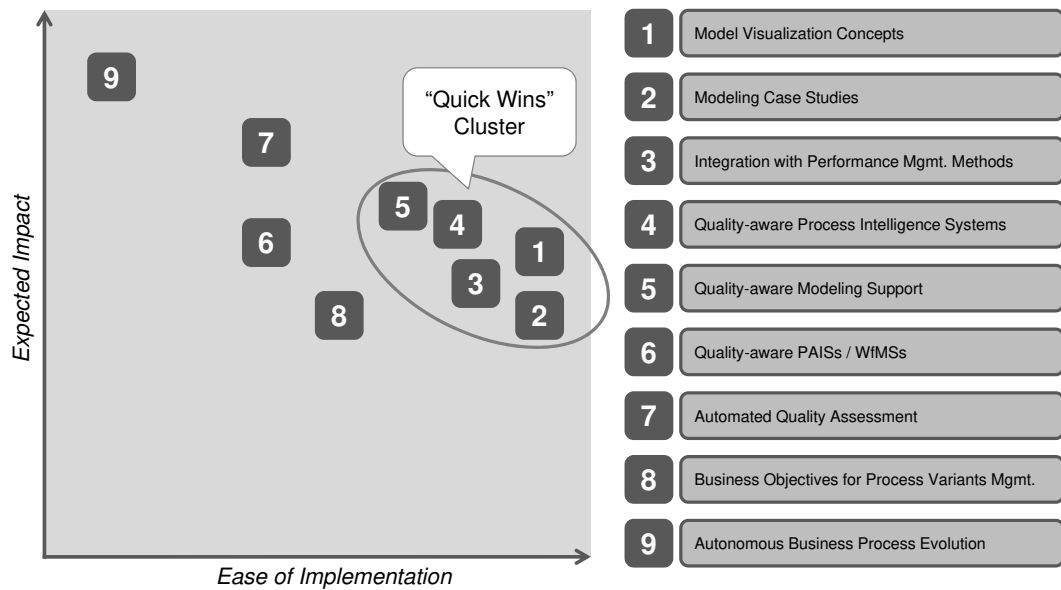 Expected Impact
9
7
6
8
5
4
3
1
2
“Quick Wins”
Cluster
Ease of Implementation
1 Model Visualization Concepts
2 Modeling Case Studies
3 Integration with Performance Mgmt. Methods
4 Quality-aware Process Intelligence Systems
5 Quality-aware Modeling Support
6 Quality-aware PAISs / WfMSs
7 Automated Quality Assessment
8 Business Objectives for Process Variants Mgmt.
9 Autonomous Business Process Evolution